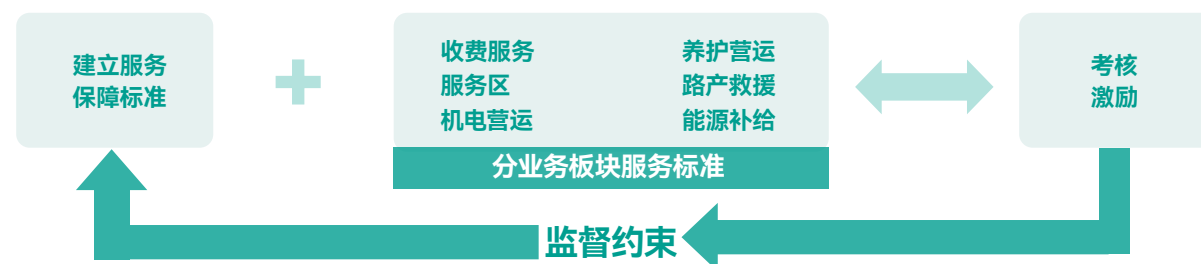 建立服务
保障标准
收费服务
养护营运
服务区
路产救援
机电营运
能源补给
分业务板块服务标准
考核
激励
监督约束